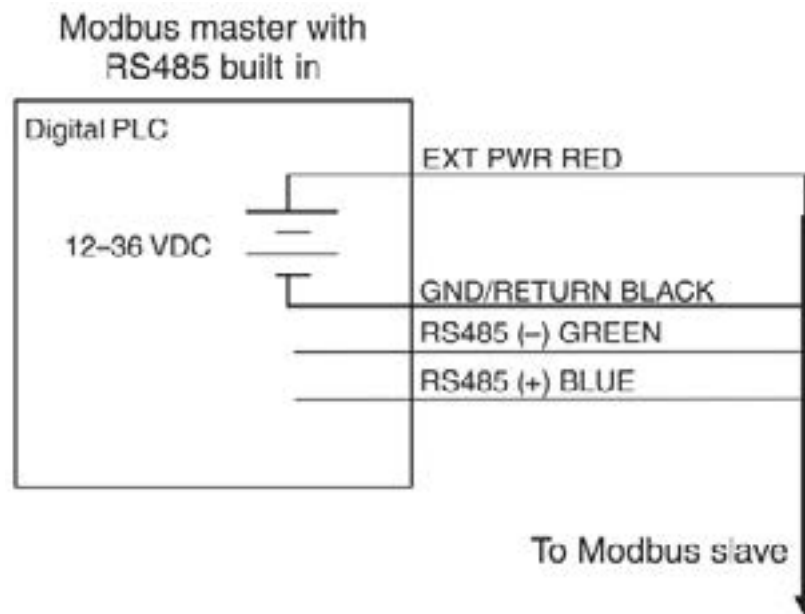 Modbus master with
RS485 built in
Digital PLC
EXT PWR RED
12–36 VDC
GND/RETURN BLACK
RS485 (–) GREEN
RS485 (+) BLUE
To Modbus slave